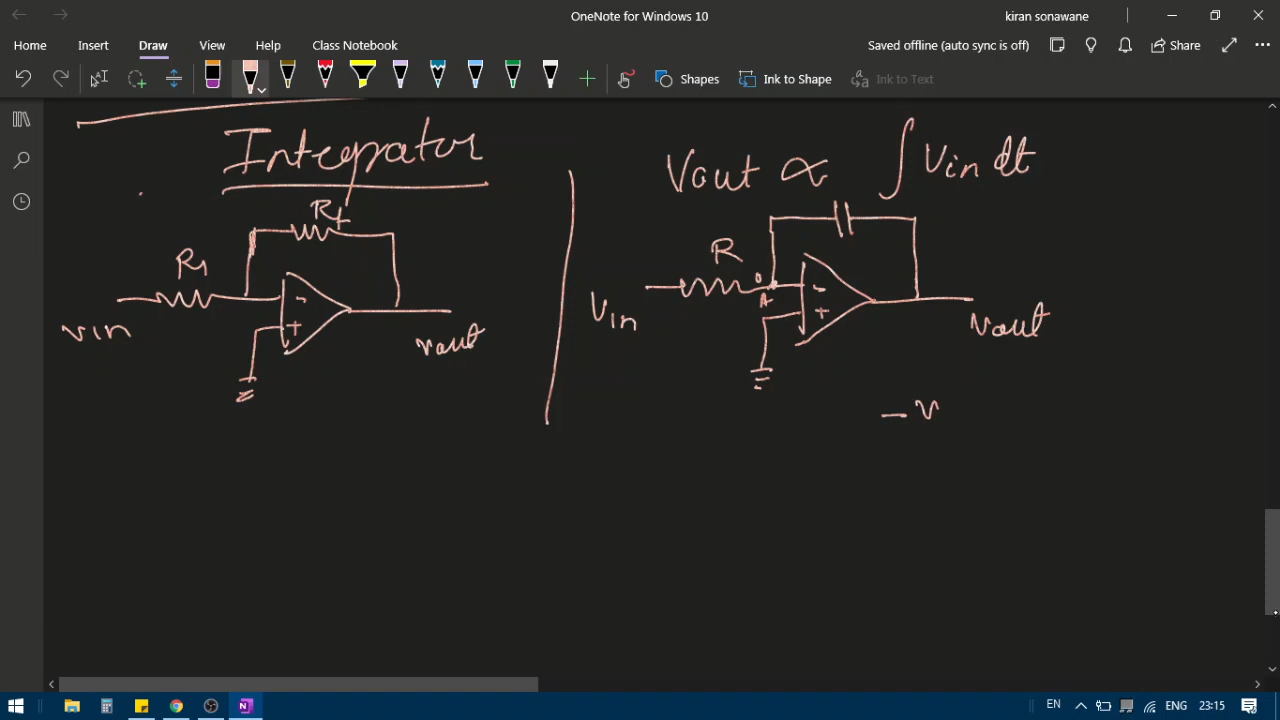 OneNote for Windows 10
kiran sonawane
Home Insert Draw View Help Class Notebook
Saved offline (auto sync is off)
Share
Shapes
Ink to Shape
Ink to Text
Integrator
Vout ∝ ∫ Vin dt
Rf
R1
R
0
A
-
+
-
+
vin
vout
Vin
Vout
- V
EN
ENG
23:15